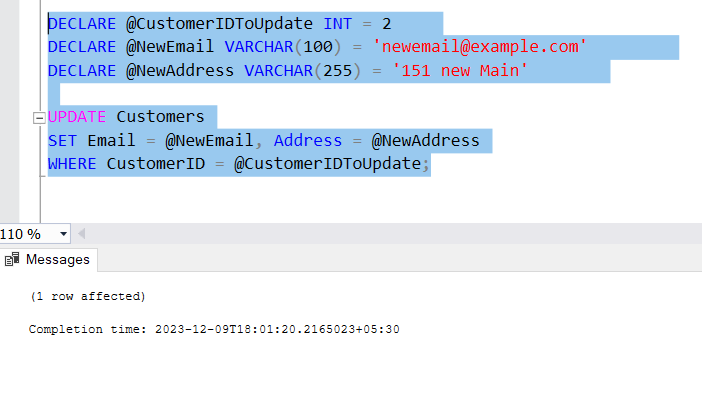 DECLARE @CustomerIDToUpdate INT = 2
DECLARE @NewEmail VARCHAR(100) = 'newemail@example.com'
DECLARE @NewAddress VARCHAR(255) = '151 new Main'
UPDATE Customers
SET Email = @NewEmail, Address = @NewAddress
WHERE CustomerID = @CustomerIDToUpdate;
110 %
Messages
(1 row affected)
Completion time: 2023-12-09T18:01:20.2165023+05:30